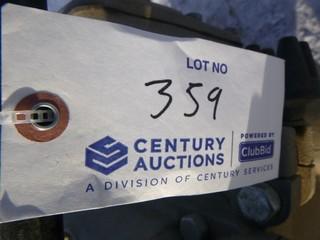 LOT NO
359
CENTURY AUCTIONS
POWERED BY
ClubBid
A DIVISION OF CENTURY SERVICES